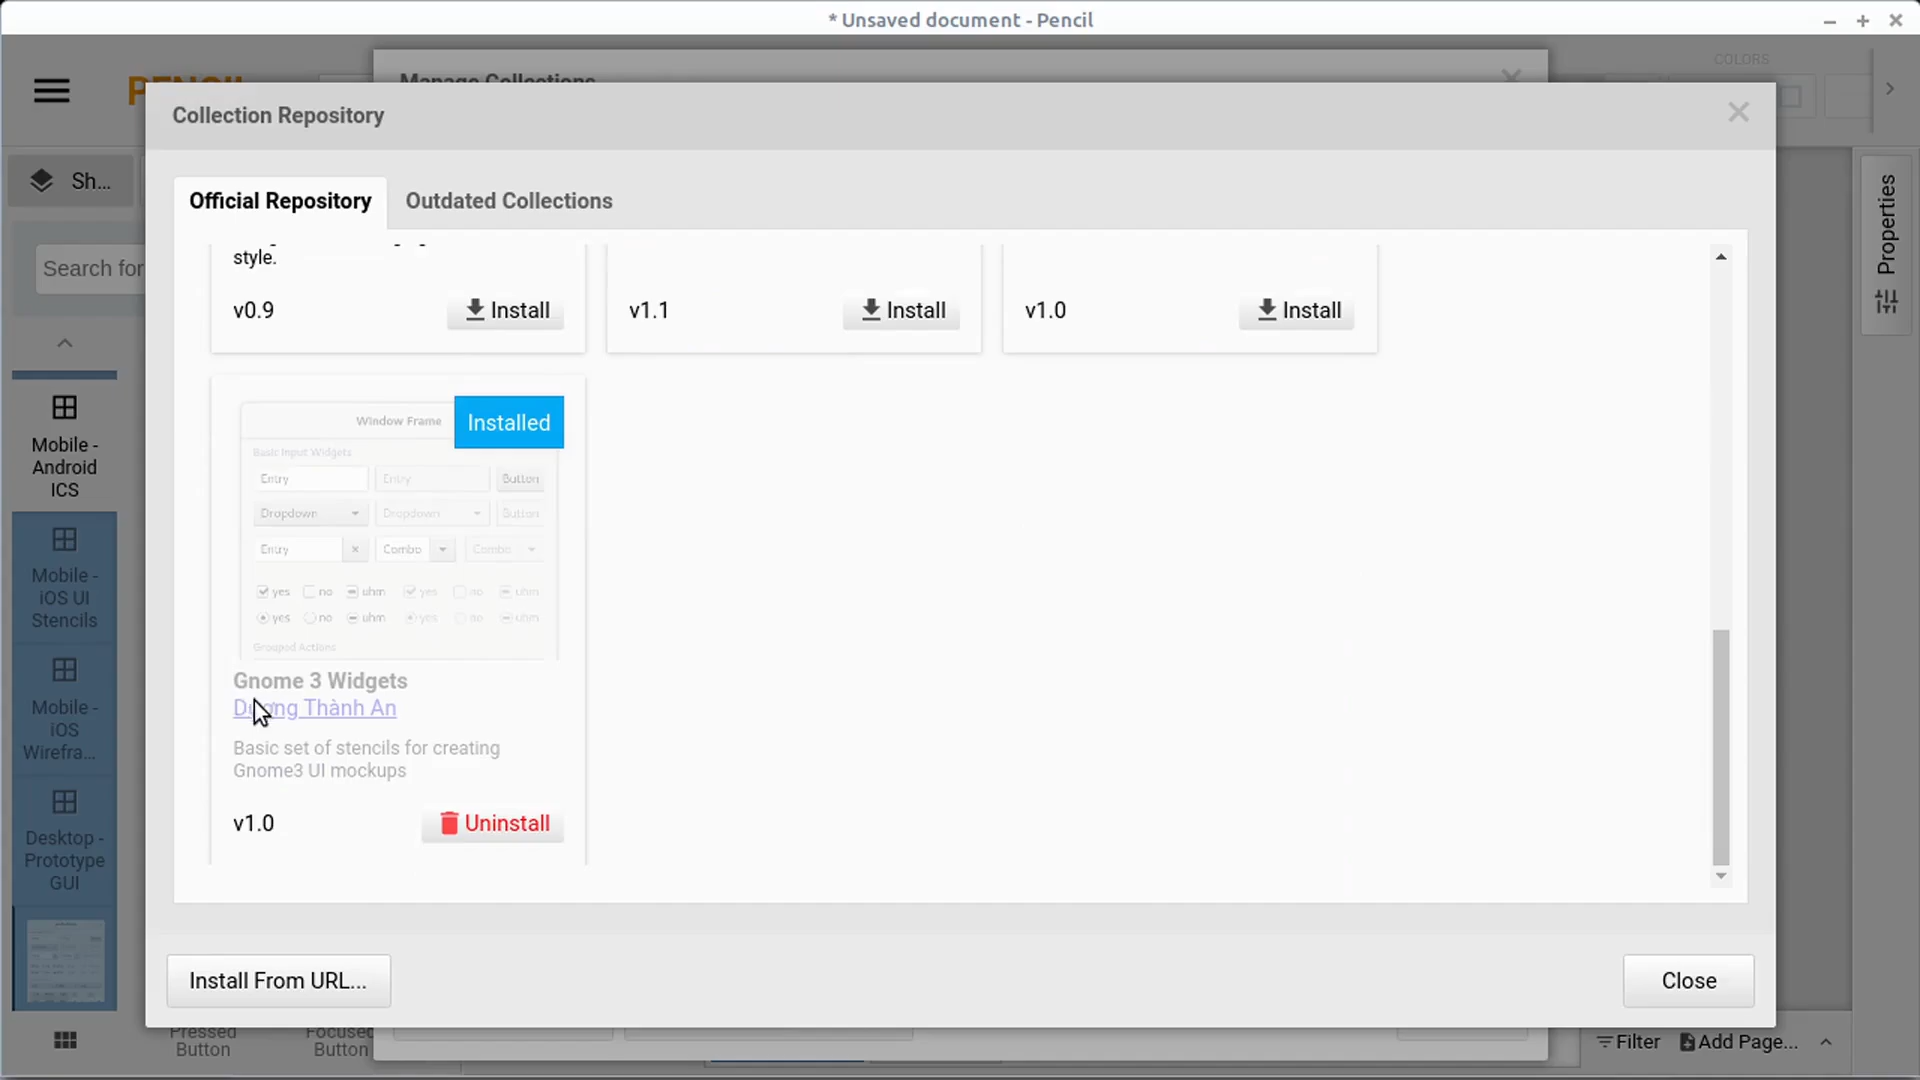 * Unsaved document - Pencil
Manage Collections
COLORS
Collection Repository
Sh...
Official Repository
Outdated Collections
Properties
Search for
style.
v0.9
Install
v1.1
Install
v1.0
Install
Mobile -
Android
ICS
Mobile -
iOS UI
Stencils
Mobile -
iOS
Wirefra...
Desktop -
Prototype
GUI
Window Frame
Installed
Basic Input Widgets
Entry
Entry
Button
Dropdown
Dropdown
Button
Entry
Combo
Combo
yes no uhm yes no uhm
yes no uhm yes no uhm
Grouped Actions
Gnome 3 Widgets
Dương Thành An
Basic set of stencils for creating
Gnome3 UI mockups
v1.0
Uninstall
Install From URL...
Close
Pressed
Button
Focused
Button
Filter
Add Page...